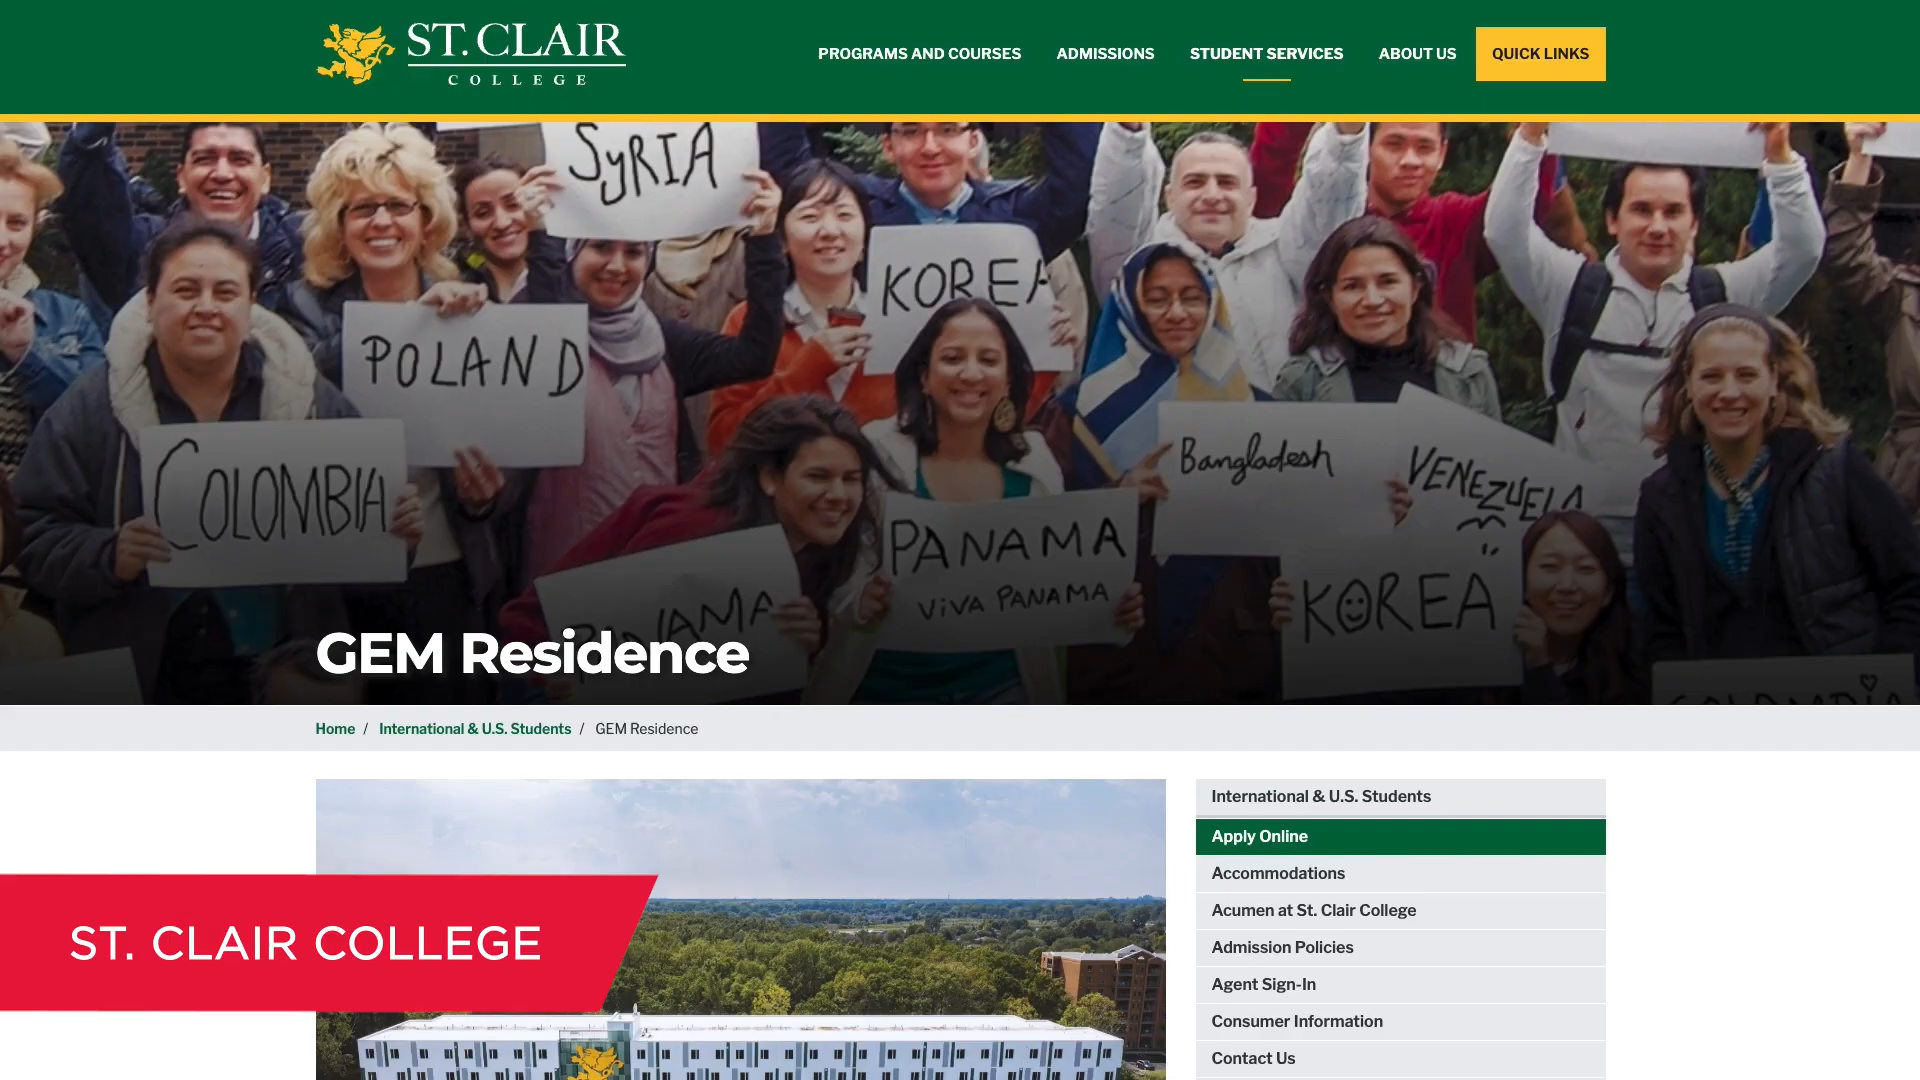 ST. CLAIR
COLLEGE
PROGRAMS AND COURSES
ADMISSIONS
STUDENT SERVICES
ABOUT US
QUICK LINKS
SYRIA
KOREA
POLAND
COLOMBIA
Bangladesh
VENEZUELA
PANAMA
VIVA PANAMA
PANAMA
KOREA
COLOMBIA
GEM Residence
Home / International & U.S. Students / GEM Residence
International & U.S. Students
Apply Online
Accommodations
Acumen at St. Clair College
Admission Policies
Agent Sign-In
Consumer Information
Contact Us
ST. CLAIR COLLEGE